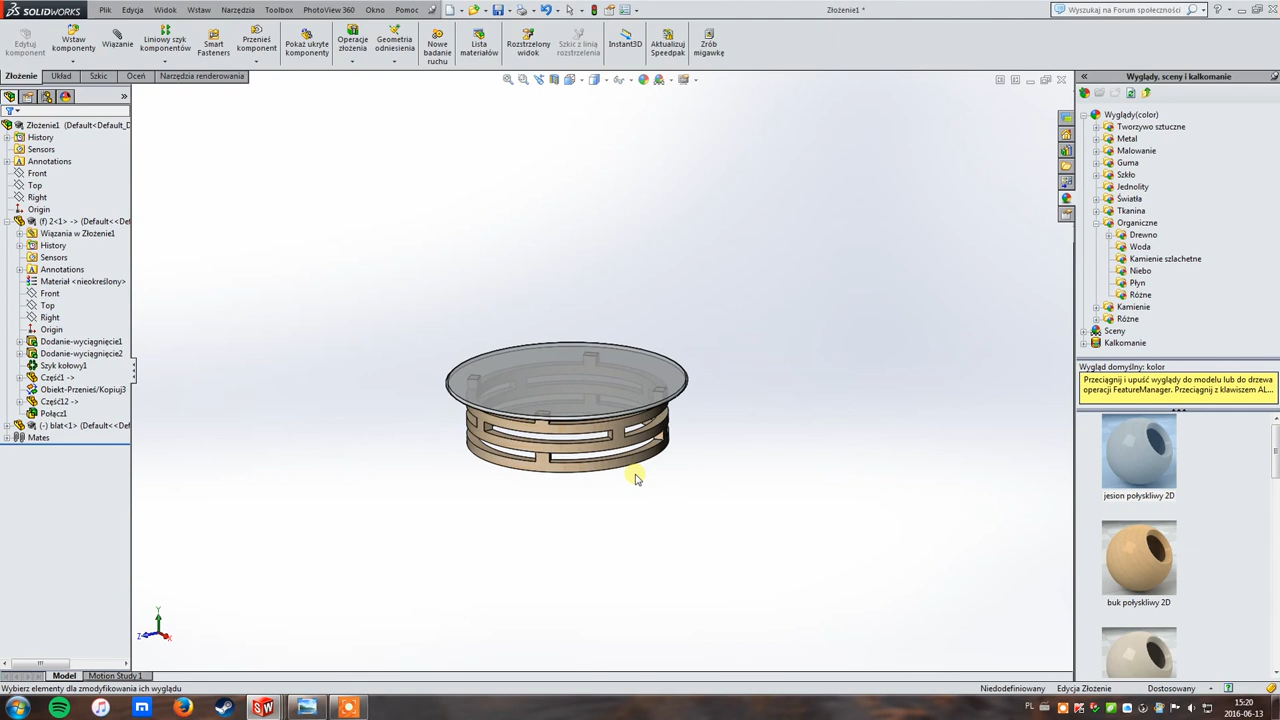 SOLIDWORKS
Plik Edycja Widok Wstaw Narzędzia Toolbox PhotoView 360 Okno Pomoc
Złożenie1 *
Wyszukaj na Forum społeczności
Edytuj komponent
Wstaw komponenty
Wiązanie
Liniowy szyk komponentów
Smart Fasteners
Przenieś komponent
Pokaż ukryte komponenty
Operacje złożenia
Geometria odniesienia
Nowe badanie ruchu
Lista materiałów
Rozstrzelony widok
Szkic z linią rozstrzelenia
Instant3D
Aktualizuj Speedpak
Zrób migawkę
Złożenie Układ Szkic Oceń Narzędzia renderowania
Złożenie1 (Default<Default_D
History
Sensors
Annotations
Front
Top
Right
Origin
(f) 2<1> -> (Default<<Def
Wiązania w Złożenie1
History
Sensors
Annotations
Materiał <nieokreślony>
Front
Top
Right
Origin
Dodanie-wyciągnięcie1
Dodanie-wyciągnięcie2
Szyk kołowy1
Część1 ->
Obiekt-Przenieś/Kopiuj3
Część12 ->
Połącz1
(-) blat<1> (Default<<Def
Mates
Y
Z
X
Wyglądy, sceny i kalkomanie
Wyglądy(color)
Tworzywo sztuczne
Metal
Malowanie
Guma
Szkło
Jednolity
Światła
Tkanina
Organiczne
Drewno
Woda
Kamienie szlachetne
Niebo
Płyn
Różne
Kamienie
Różne
Sceny
Kalkomanie
Wygląd domyślny: kolor
Przeciągnij i upuść wyglądy do modelu lub do drzewa
operacji FeatureManager. Przeciągnij z klawiszem AL...
jesion połyskliwy 2D
buk połyskliwy 2D
Model Motion Study 1
Wybierz elementy dla zmodyfikowania ich wyglądu
Niedodefiniowany Edycja Złożenie Dostosowany
PL
15:20
2016-06-13